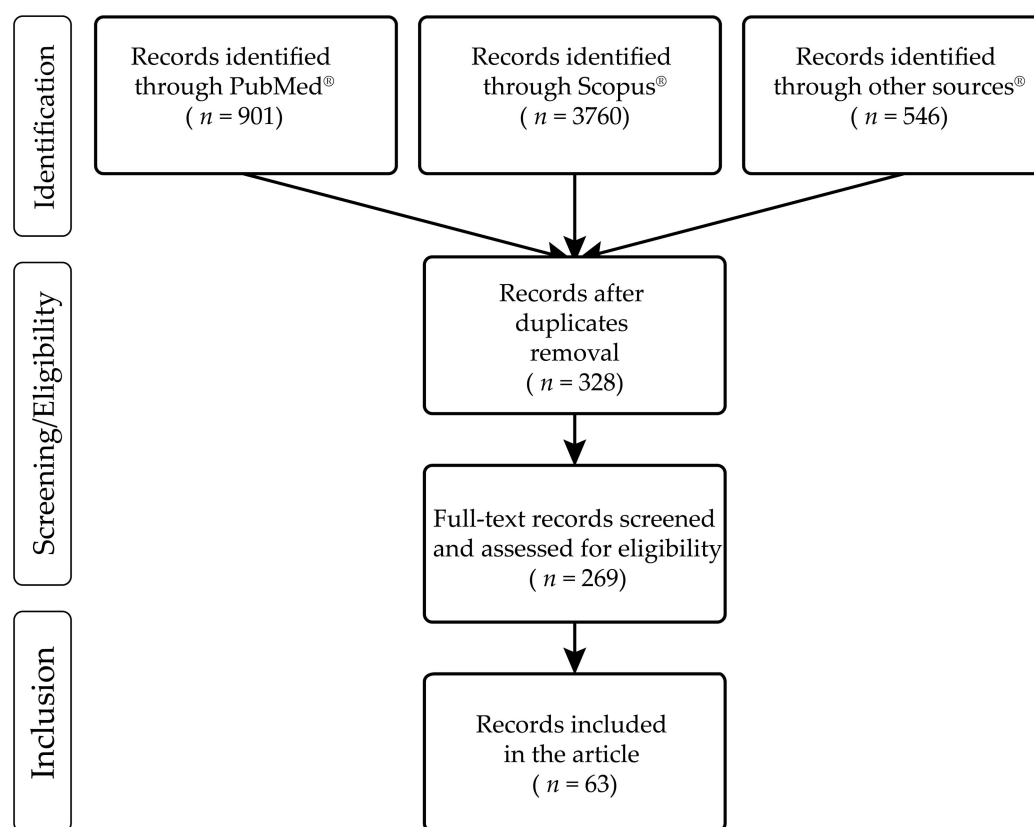 Identification
Records identified
through PubMed®
( n = 901)
Records identified
through Scopus®
( n = 3760)
Records identified
through other sources®
( n = 546)
Screening/Eligibility
Records after
duplicates
removal
( n = 328)
Full-text records screened
and assessed for eligibility
( n = 269)
Inclusion
Records included
in the article
( n = 63)